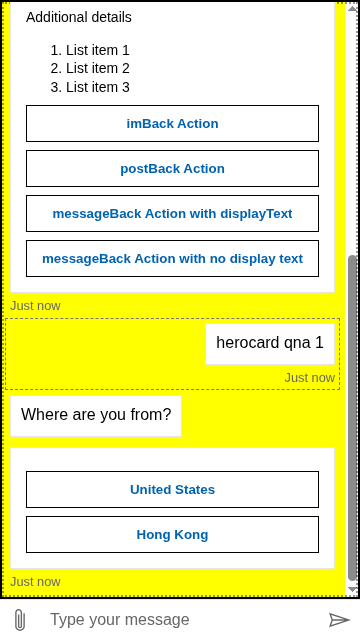 Additional details
1. List item 1
2. List item 2
3. List item 3
imBack Action
postBack Action
messageBack Action with displayText
messageBack Action with no display text
Just now
herocard qna 1
Just now
Where are you from?
United States
Hong Kong
Just now
Type your message